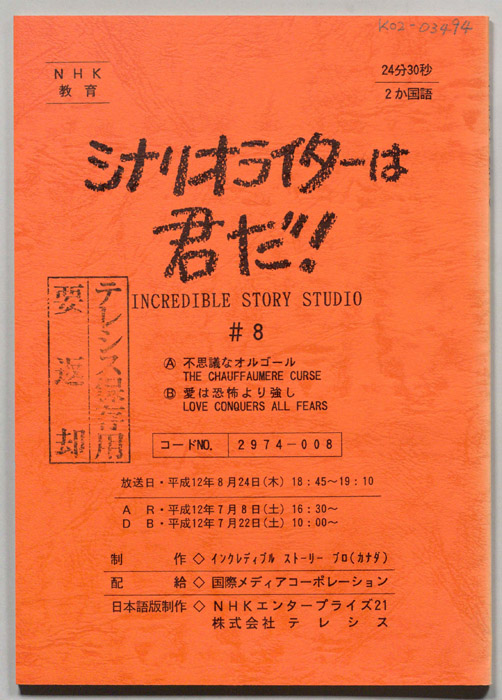 K02-D3494
NHK
教育
24分30秒
2か国語
シナリオライターは
君だ!
INCREDIBLE STORY STUDIO
#8
Ⓐ 不思議なオルゴール
THE CHAUFFAUMERE CURSE
Ⓑ 愛は恐怖より強し
LOVE CONQUERS ALL FEARS
テレシス保存用
要返却
コードNO. 2974-008
放送日・平成12年8月24日(木) 18:45~19:10
AR・平成12年7月8日(土) 16:30~
DB・平成12年7月22日(土) 10:00~
制作◇インクレディブル ストーリー プロ(カナダ)
配給◇国際メディアコーポレーション
日本語版制作◇NHKエンタープライズ21
株式会社テレシス